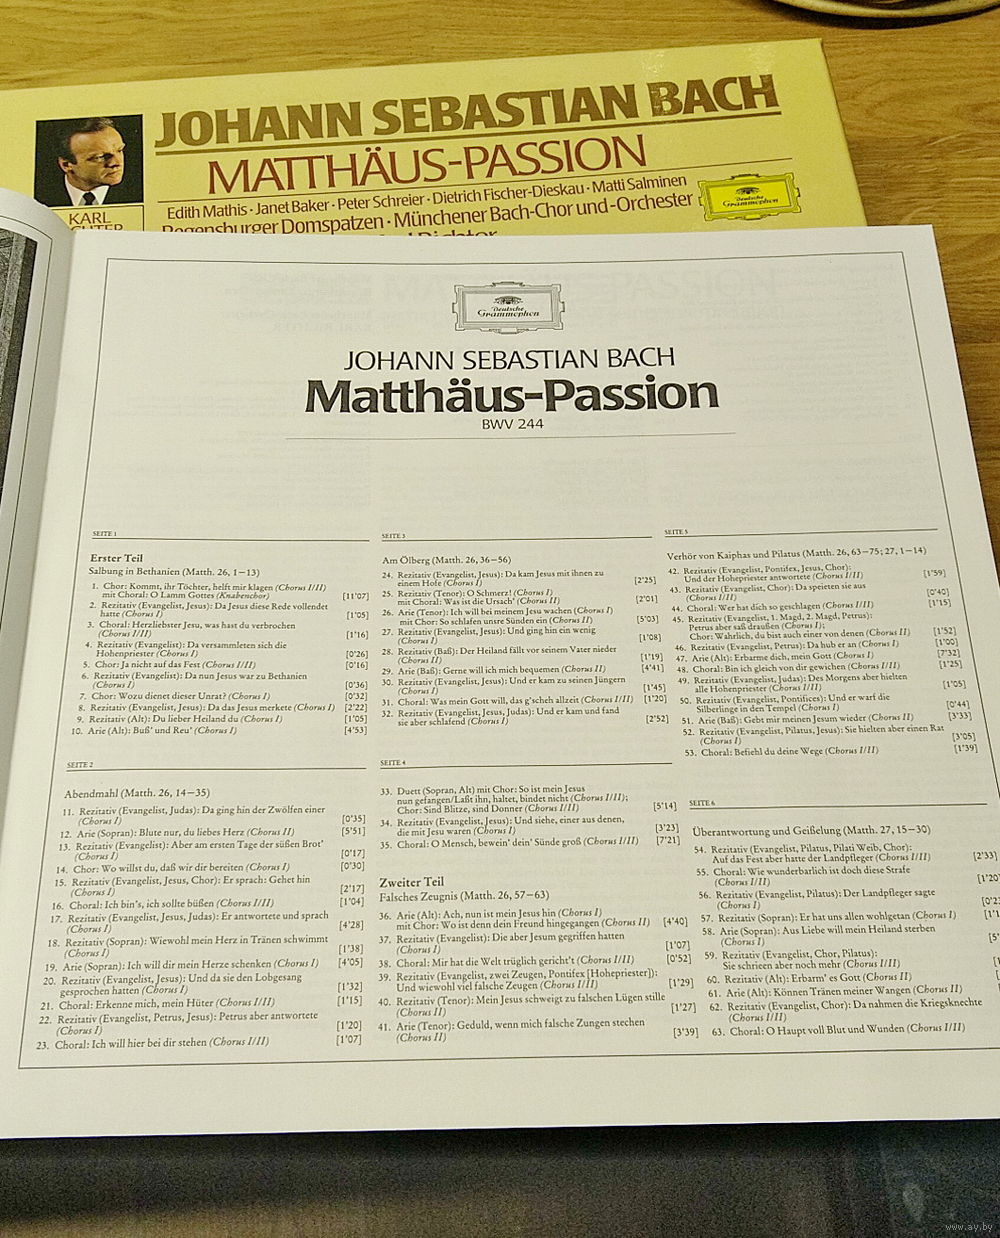 JOHANN SEBASTIAN BACH
MATTHÄUS-PASSION
Edith Mathis · Janet Baker · Peter Schreier · Dietrich Fischer-Dieskau · Matti Salminen
Regensburger Domspatzen · Münchener Bach-Chor und -Orchester
KARL
Deutsche
Grammophon
Deutsche
Grammophon
JOHANN SEBASTIAN BACH
Matthäus-Passion
BWV 244
SEITE 1
Erster Teil
Salbung in Bethanien (Matth. 26, 1–13)
1. Chor: Kommt, ihr Töchter, helft mir klagen (Chorus I/II)
mit Choral: O Lamm Gottes (Knabenchor) [11'07]
2. Rezitativ (Evangelist, Jesus): Da Jesus diese Rede vollendet
hatte (Chorus I) [1'05]
3. Choral: Herzliebster Jesu, was hast du verbrochen
(Chorus I/II) [1'16]
4. Rezitativ (Evangelist): Da versammleten sich die
Hohenpriester (Chorus I) [0'26]
5. Chor: Ja nicht auf das Fest (Chorus I/II) [0'16]
6. Rezitativ (Evangelist): Da nun Jesus war zu Bethanien
(Chorus I) [0'36]
7. Chor: Wozu dienet dieser Unrat? (Chorus I) [0'32]
8. Rezitativ (Evangelist, Jesus): Da das Jesus merkete (Chorus I) [2'22]
9. Rezitativ (Alt): Du lieber Heiland du (Chorus I) [1'05]
10. Arie (Alt): Buß' und Reu' (Chorus I) [4'53]
SEITE 2
Abendmahl (Matth. 26, 14–35)
11. Rezitativ (Evangelist, Judas): Da ging hin der Zwölfen einer
(Chorus I) [0'35]
12. Arie (Sopran): Blute nur, du liebes Herz (Chorus II) [5'51]
13. Rezitativ (Evangelist): Aber am ersten Tage der süßen Brot'
(Chorus I) [0'17]
14. Chor: Wo willst du, daß wir dir bereiten (Chorus I) [0'30]
15. Rezitativ (Evangelist, Jesus, Chor): Er sprach: Gehet hin
(Chorus I) [2'17]
16. Choral: Ich bin's, ich sollte büßen (Chorus I/II) [1'04]
17. Rezitativ (Evangelist, Jesus, Judas): Er antwortete und sprach
(Chorus I) [4'28]
18. Rezitativ (Sopran): Wiewohl mein Herz in Tränen schwimmt
(Chorus I) [1'38]
19. Arie (Sopran): Ich will dir mein Herze schenken (Chorus I) [4'05]
20. Rezitativ (Evangelist, Jesus): Und da sie den Lobgesang
gesprochen hatten (Chorus I) [1'32]
21. Choral: Erkenne mich, mein Hüter (Chorus I/II) [1'15]
22. Rezitativ (Evangelist, Petrus, Jesus): Petrus aber antwortete
(Chorus I) [1'20]
23. Choral: Ich will hier bei dir stehen (Chorus I/II) [1'07]
SEITE 3
Am Ölberg (Matth. 26, 36–56)
24. Rezitativ (Evangelist, Jesus): Da kam Jesus mit ihnen zu
einem Hofe (Chorus I) [2'25]
25. Rezitativ (Tenor): O Schmerz! (Chorus I)
mit Choral: Was ist die Ursach' (Chorus II) [2'01]
26. Arie (Tenor): Ich will bei meinem Jesu wachen (Chorus I)
mit Chor: So schlafen unsre Sünden ein (Chorus II) [5'03]
27. Rezitativ (Evangelist, Jesus): Und ging hin ein wenig
(Chorus I) [1'08]
28. Rezitativ (Baß): Der Heiland fällt vor seinem Vater nieder
(Chorus II) [1'19]
29. Arie (Baß): Gerne will ich mich bequemen (Chorus II) [4'41]
30. Rezitativ (Evangelist, Jesus): Und er kam zu seinen Jüngern
(Chorus I) [1'45]
31. Choral: Was mein Gott will, das g'scheh allzeit (Chorus I/II) [1'20]
32. Rezitativ (Evangelist, Jesus, Judas): Und er kam und fand
sie aber schlafend (Chorus I) [2'52]
SEITE 4
33. Duett (Sopran, Alt) mit Chor: So ist mein Jesus
nun gefangen/Laßt ihn, haltet, bindet nicht (Chorus I/II);
Chor: Sind Blitze, sind Donner (Chorus I/II) [5'14]
34. Rezitativ (Evangelist, Jesus): Und siehe, einer aus denen,
die mit Jesu waren (Chorus I) [3'23]
35. Choral: O Mensch, bewein' dein' Sünde groß (Chorus I/II) [7'21]
Zweiter Teil
Falsches Zeugnis (Matth. 26, 57–63)
36. Arie (Alt): Ach, nun ist mein Jesus hin (Chorus I)
mit Chor: Wo ist denn dein Freund hingegangen (Chorus II) [4'40]
37. Rezitativ (Evangelist): Die aber Jesum gegriffen hatten
(Chorus I) [1'07]
38. Choral: Mir hat die Welt trüglich gericht't (Chorus I/II) [0'52]
39. Rezitativ (Evangelist, zwei Zeugen, Pontifex [Hohepriester]):
Und wiewohl viel falsche Zeugen (Chorus I) [1'29]
40. Rezitativ (Tenor): Mein Jesus schweigt zu falschen Lügen stille
(Chorus I/II) [1'27]
41. Arie (Tenor): Geduld, wenn mich falsche Zungen stechen
(Chorus II) [3'39]
SEITE 5
Verhör von Kaiphas und Pilatus (Matth. 26, 63–75; 27, 1–14)
42. Rezitativ (Evangelist, Pontifex, Jesus, Chor):
Und der Hohepriester antwortete (Chorus I/II) [1'59]
43. Rezitativ (Evangelist, Chor): Da speieten sie aus
(Chorus I/II) [0'40]
44. Choral: Wer hat dich so geschlagen (Chorus I/II) [1'15]
45. Rezitativ (Evangelist, 1. Magd, 2. Magd, Petrus):
Petrus aber saß draußen (Chorus I);
Chor: Wahrlich, du bist auch einer von denen (Chorus II) [1'52]
46. Rezitativ (Evangelist, Petrus): Da hub er an (Chorus I) [1'00]
47. Arie (Alt): Erbarme dich, mein Gott (Chorus I) [7'32]
48. Choral: Bin ich gleich von dir gewichen (Chorus I/II) [1'25]
49. Rezitativ (Evangelist, Judas): Des Morgens aber hielten
alle Hohenpriester (Chorus I/II) [1'05]
50. Rezitativ (Evangelist, Pontifices): Und er warf die
Silberlinge in den Tempel (Chorus I) [0'44]
51. Arie (Baß): Gebt mir meinen Jesum wieder (Chorus II) [3'33]
52. Rezitativ (Evangelist, Pilatus, Jesus): Sie hielten aber einen Rat
(Chorus I) [3'05]
53. Choral: Befiehl du deine Wege (Chorus I/II) [1'39]
SEITE 6
Überantwortung und Geißelung (Matth. 27, 15–30)
54. Rezitativ (Evangelist, Pilatus, Pilati Weib, Chor):
Auf das Fest aber hatte der Landpfleger (Chorus I/II) [2'33]
55. Choral: Wie wunderbarlich ist doch diese Strafe
(Chorus I/II) [1'20
56. Rezitativ (Evangelist, Pilatus): Der Landpfleger sagte
(Chorus I)
57. Rezitativ (Sopran): Er hat uns allen wohlgetan (Chorus I)
58. Arie (Sopran): Aus Liebe will mein Heiland sterben
(Chorus I)
59. Rezitativ (Evangelist, Chor, Pilatus):
Sie schrieen aber noch mehr (Chorus I/II)
60. Rezitativ (Alt): Erbarm' es Gott (Chorus II)
61. Arie (Alt): Können Tränen meiner Wangen (Chorus II)
62. Rezitativ (Evangelist, Chor): Da nahmen die Kriegsknechte
(Chorus I/II)
63. Choral: O Haupt voll Blut und Wunden (Chorus I/II)
www.ay.by